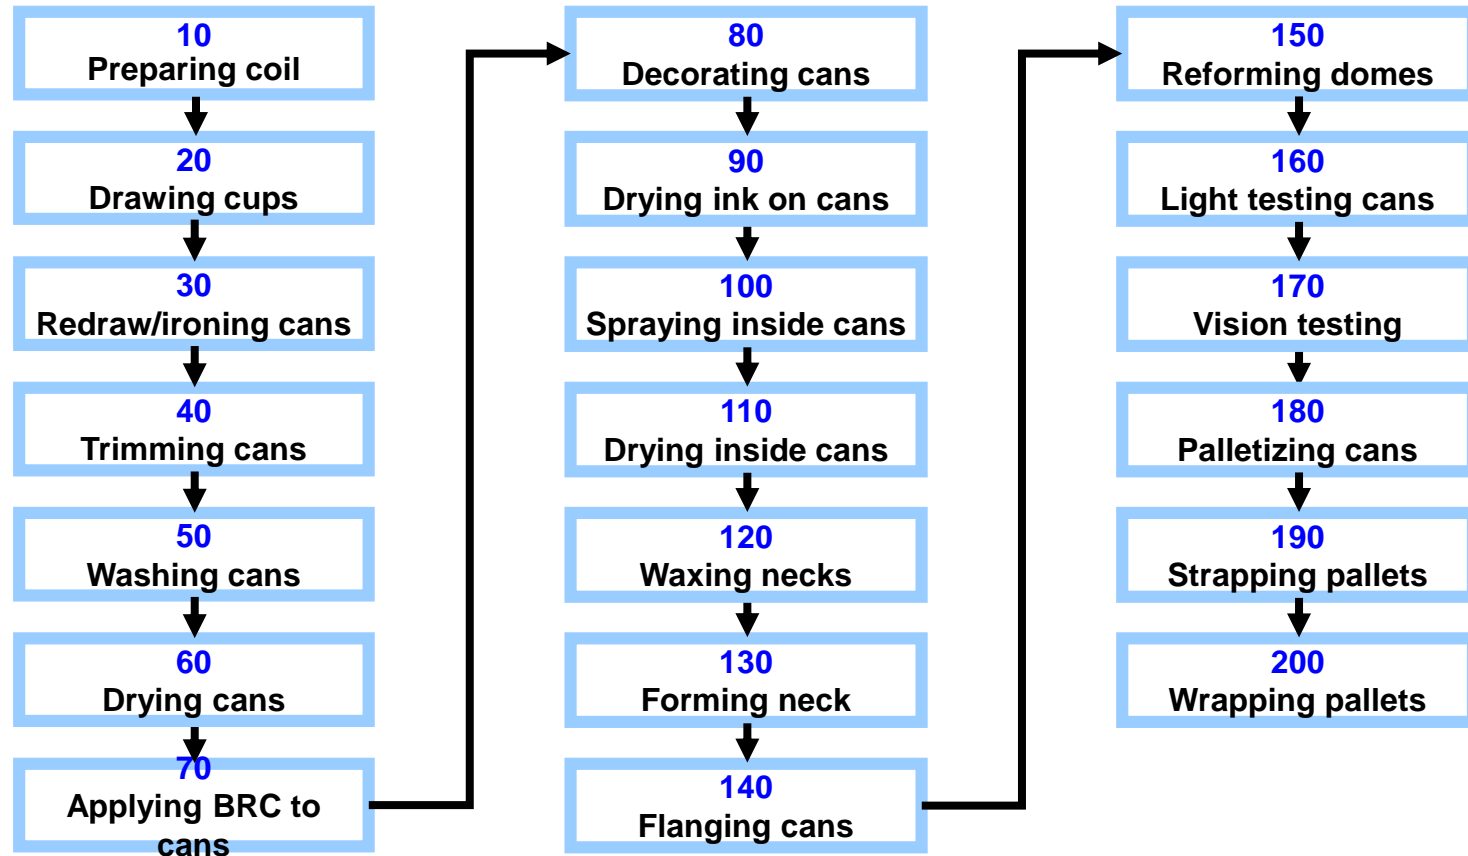 10
Preparing coil
20
Drawing cups
30
Redraw/ironing cans
40
Trimming cans
50
Washing cans
60
Drying cans
70
Applying BRC to
cans
80
Decorating cans
90
Drying ink on cans
100
Spraying inside cans
110
Drying inside cans
120
Waxing necks
130
Forming neck
140
Flanging cans
150
Reforming domes
160
Light testing cans
170
Vision testing
180
Palletizing cans
190
Strapping pallets
200
Wrapping pallets